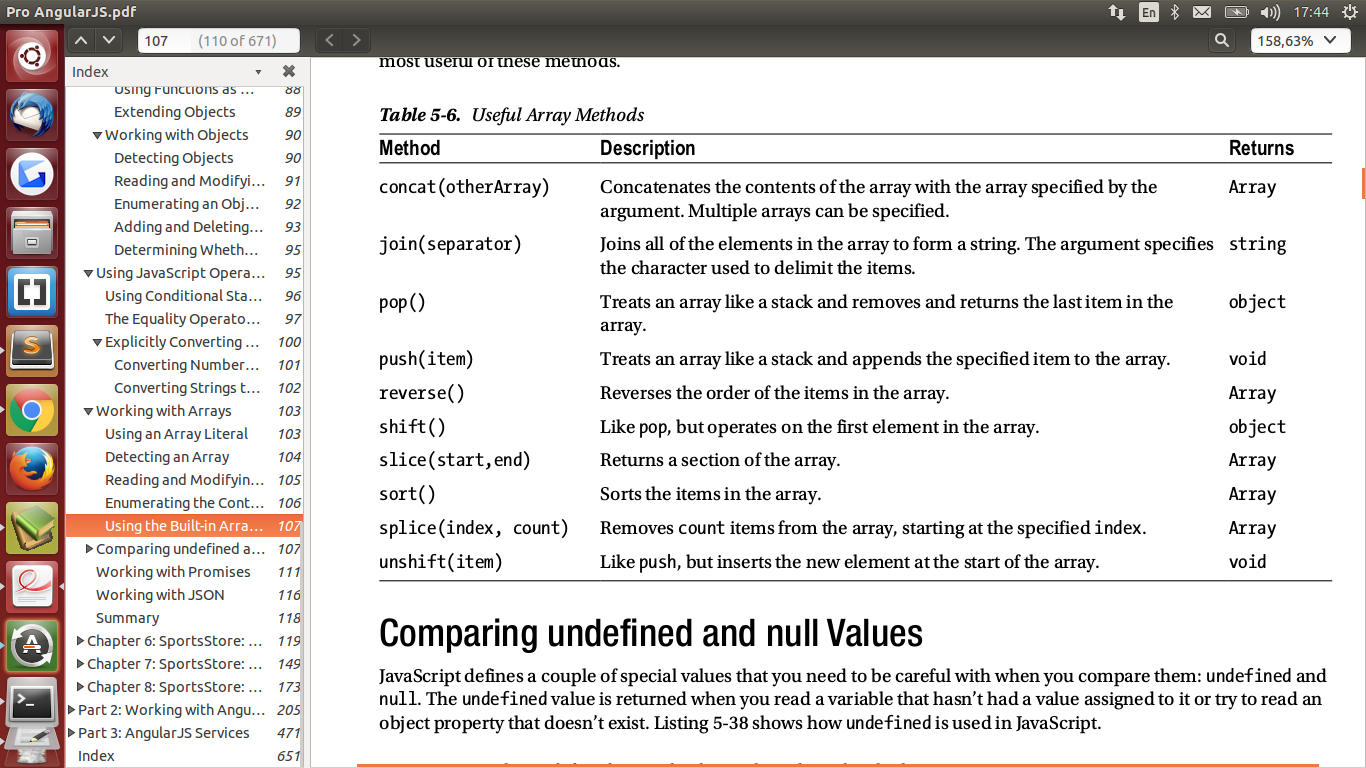 Pro AngularJS.pdf
En
17:44
107 (110 of 671)
158,63%
Index
Using Functions as … 88
Extending Objects 89
Working with Objects 90
Detecting Objects 90
Reading and Modifyi… 91
Enumerating an Obj… 92
Adding and Deleting… 93
Determining Wheth… 95
Using JavaScript Opera… 95
Using Conditional Sta… 96
The Equality Operato… 97
Explicitly Converting … 100
Converting Number… 101
Converting Strings t… 102
Working with Arrays 103
Using an Array Literal 103
Detecting an Array 104
Reading and Modifyin… 105
Enumerating the Cont… 106
Using the Built-in Arra… 107
Comparing undefined a… 107
Working with Promises 111
Working with JSON 116
Summary 118
Chapter 6: SportsStore: … 119
Chapter 7: SportsStore: … 149
Chapter 8: SportsStore: … 173
Part 2: Working with Angu… 205
Part 3: AngularJS Services 471
Index 651
most useful of these methods.
Table 5-6. Useful Array Methods
Method Description Returns
concat(otherArray) Concatenates the contents of the array with the array specified by the Array
argument. Multiple arrays can be specified.
join(separator) Joins all of the elements in the array to form a string. The argument specifies string
the character used to delimit the items.
pop() Treats an array like a stack and removes and returns the last item in the object
array.
push(item) Treats an array like a stack and appends the specified item to the array. void
reverse() Reverses the order of the items in the array. Array
shift() Like pop, but operates on the first element in the array. object
slice(start,end) Returns a section of the array. Array
sort() Sorts the items in the array. Array
splice(index, count) Removes count items from the array, starting at the specified index. Array
unshift(item) Like push, but inserts the new element at the start of the array. void
Comparing undefined and null Values
JavaScript defines a couple of special values that you need to be careful with when you compare them: undefined and
null. The undefined value is returned when you read a variable that hasn't had a value assigned to it or try to read an
object property that doesn't exist. Listing 5-38 shows how undefined is used in JavaScript.